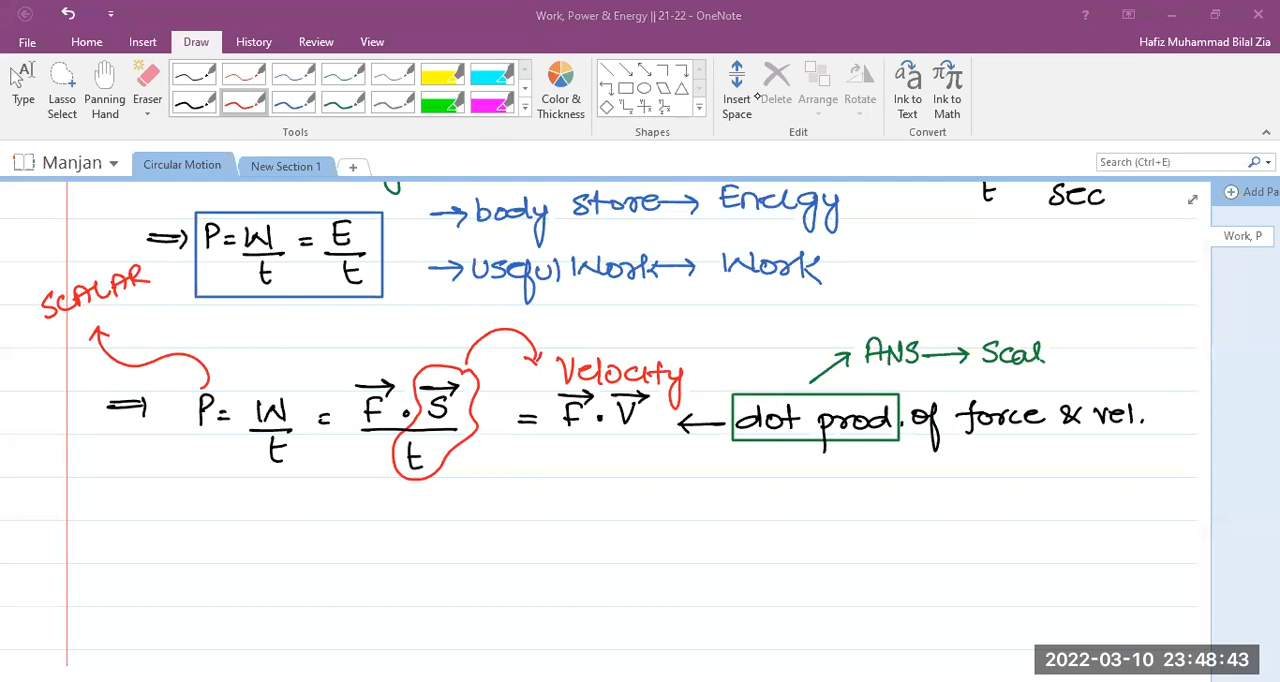 Work, Power & Energy || 21-22 - OneNote
Hafiz Muhammad Bilal Zia
File Home Insert Draw History Review View
Type
Lasso Select
Panning Hand
Eraser
Color & Thickness
Insert Space
Delete
Arrange
Rotate
Ink to Text
Ink to Math
Tools Shapes Edit Convert
Manjan
Circular Motion
New Section 1
Search (Ctrl+E)
Add Pa
Work, P
t sec
→ body store → Energy
⇒ P = W/t = E/t
→ useful Work ↔ Work
SCALAR
ANS → Scal
Velocity
⇒ P = W/t = F⃗ · S⃗ / t = F⃗ · V⃗ ← dot prod. of force & vel.
2022-03-10 23:48:43